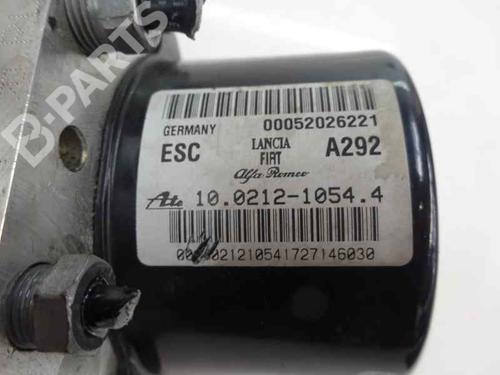 B-PARTS
GERMANY 00052026221
ESC LANCIA FIAT Alfa Romeo A292
Ate 10.0212-1054.4